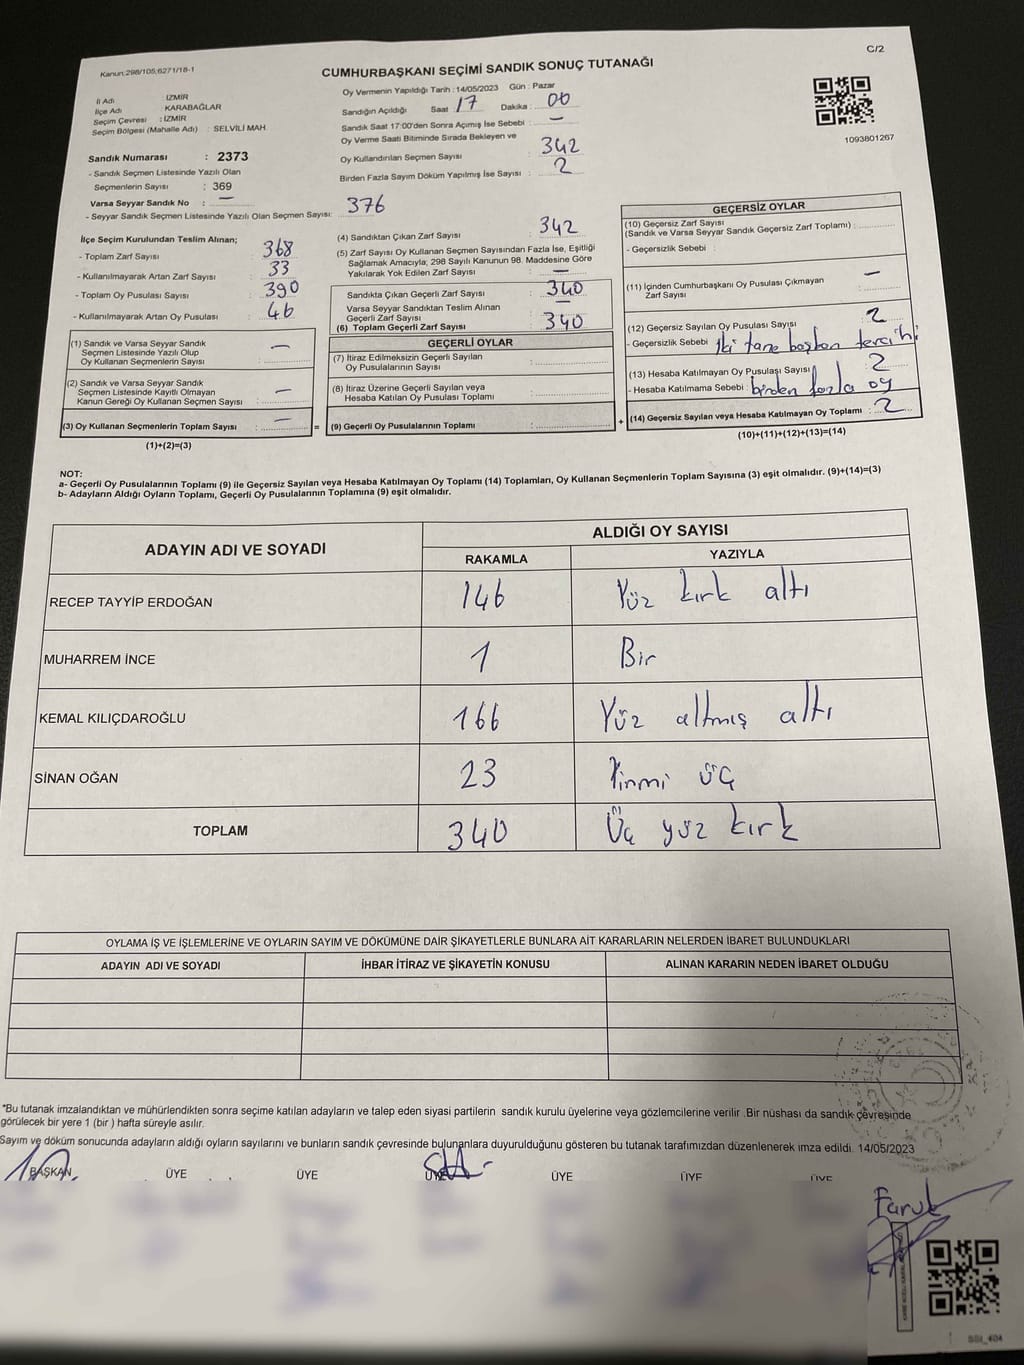 C/2
Kanun:298/105;6271/18-1
CUMHURBAŞKANI SEÇİMİ SANDIK SONUÇ TUTANAĞI
İl Adı : İZMİR
İlçe Adı : KARABAĞLAR
Seçim Çevresi : İZMİR
Seçim Bölgesi (Mahalle Adı) : SELVİLİ MAH.
Sandık Numarası : 2373
- Sandık Seçmen Listesinde Yazılı Olan
Seçmenlerin Sayısı : 369
Varsa Seyyar Sandık No : —
- Seyyar Sandık Seçmen Listesinde Yazılı Olan Seçmen Sayısı: 376
Oy Vermenin Yapıldığı Tarih : 14/05/2023 Gün : Pazar
Sandığın Açıldığı Saat 17 Dakika : 00
Sandık Saat 17:00'den Sonra Açımış İse Sebebi : —
Oy Verme Saati Bitiminde Sırada Bekleyen ve
Oy Kullandırılan Seçmen Sayısı : 342
Birden Fazla Sayım Döküm Yapılmış İse Sayısı : 2
1093801267
İlçe Seçim Kurulundan Teslim Alınan;
- Toplam Zarf Sayısı : 368
- Kullanılmayarak Artan Zarf Sayısı : 33
- Toplam Oy Pusulası Sayısı : 390
- Kullanılmayarak Artan Oy Pusulası : 46
(1) Sandık ve Varsa Seyyar Sandık
Seçmen Listesinde Yazılı Olup
Oy Kullanan Seçmenlerin Sayısı : —
(2) Sandık ve Varsa Seyyar Sandık
Seçmen Listesinde Kayıtlı Olmayan
Kanun Gereği Oy Kullanan Seçmen Sayısı : —
(3) Oy Kullanan Seçmenlerin Toplam Sayısı : —
(1)+(2)=(3)
(4) Sandıktan Çıkan Zarf Sayısı : 342
(5) Zarf Sayısı Oy Kullanan Seçmen Sayısından Fazla İse, Eşitliği
Sağlamak Amacıyla, 298 Sayılı Kanunun 98. Maddesine Göre
Yakılarak Yok Edilen Zarf Sayısı : —
Sandıkta Çıkan Geçerli Zarf Sayısı : 340
Varsa Seyyar Sandıktan Teslim Alınan
Geçerli Zarf Sayısı : —
(6) Toplam Geçerli Zarf Sayısı : 340
GEÇERLİ OYLAR
(7) İtiraz Edilmeksizin Geçerli Sayılan
Oy Pusulalarının Sayısı :
(8) İtiraz Üzerine Geçerli Sayılan veya
Hesaba Katılan Oy Pusulası Toplamı :
= (9) Geçerli Oy Pusulalarının Toplamı :
GEÇERSİZ OYLAR
(10) Geçersiz Zarf Sayısı
(Sandık ve Varsa Seyyar Sandık Geçersiz Zarf Toplamı) :
- Geçersizlik Sebebi :
(11) İçinden Cumhurbaşkanı Oy Pusulası Çıkmayan
Zarf Sayısı : —
(12) Geçersiz Sayılan Oy Pusulası Sayısı : 2
- Geçersizlik Sebebi : iki tane başkan tercihi
(13) Hesaba Katılmayan Oy Pusulası Sayısı : 2
- Hesaba Katılmama Sebebi : birden fazla oy
+ (14) Geçersiz Sayılan veya Hesaba Katılmayan Oy Toplamı : 2
(10)+(11)+(12)+(13)=(14)
NOT:
a- Geçerli Oy Pusulalarının Toplamı (9) ile Geçersiz Sayılan veya Hesaba Katılmayan Oy Toplamı (14) Toplamları, Oy Kullanan Seçmenlerin Toplam Sayısına (3) eşit olmalıdır. (9)+(14)=(3)
b- Adayların Aldığı Oyların Toplamı, Geçerli Oy Pusulalarının Toplamına (9) eşit olmalıdır.
ADAYIN ADI VE SOYADI
ALDIĞI OY SAYISI
RAKAMLA YAZIYLA
RECEP TAYYİP ERDOĞAN 146 Yüz kırk altı
MUHARREM İNCE 1 Bir
KEMAL KILIÇDAROĞLU 166 Yüz altmış altı
SİNAN OĞAN 23 Yirmi üç
TOPLAM 340 Üç yüz kırk
OYLAMA İŞ VE İŞLEMLERİNE VE OYLARIN SAYIM VE DÖKÜMÜNE DAİR ŞİKAYETLERLE BUNLARA AİT KARARLARIN NELERDEN İBARET BULUNDUKLARI
ADAYIN ADI VE SOYADI İHBAR İTİRAZ VE ŞİKAYETİN KONUSU ALINAN KARARIN NEDEN İBARET OLDUĞU
*Bu tutanak imzalandıktan ve mühürlendikten sonra seçime katılan adayların ve talep eden siyasi partilerin sandık kurulu üyelerine veya gözlemcilerine verilir .Bir nüshası da sandık çevresinde
görülecek bir yere 1 (bir ) hafta süreyle asılır.
Sayım ve döküm sonucunda adayların aldığı oyların sayılarını ve bunların sandık çevresinde bulunanlara duyurulduğunu gösteren bu tutanak tarafımızdan düzenlenerek imza edildi. 14/05/2023
BAŞKAN ÜYE ÜYE ÜYE ÜYE ÜYE ÜYE
Faruk
SSI_404